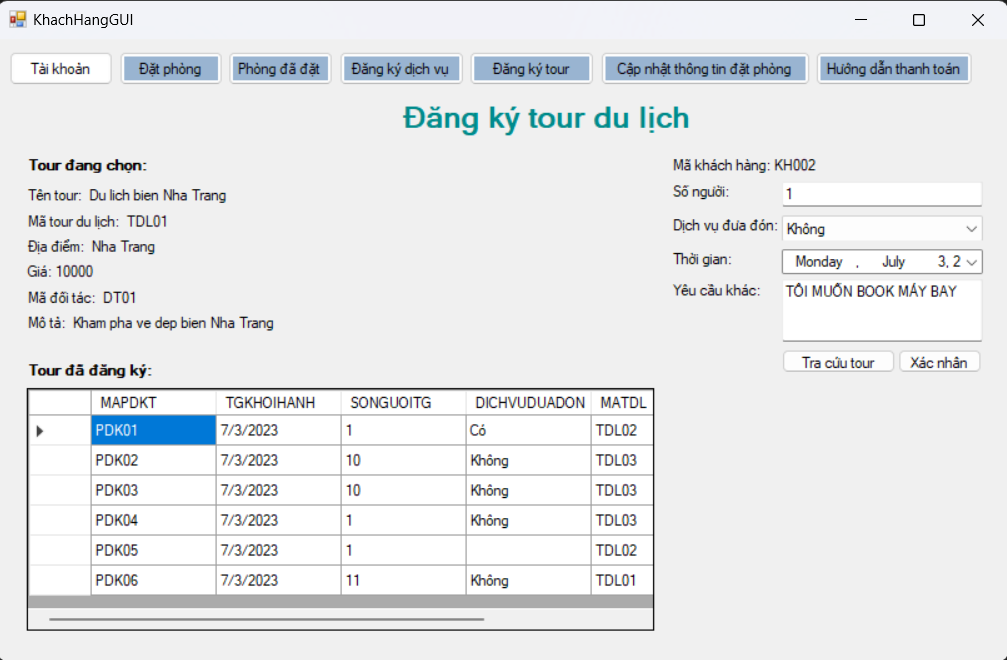 KhachHangGUI
Tài khoản Đặt phòng Phòng đã đặt Đăng ký dịch vụ Đăng ký tour Cập nhật thông tin đặt phòng Hướng dẫn thanh toán
Đăng ký tour du lịch
Tour đang chọn:
Tên tour: Du lich bien Nha Trang
Mã tour du lịch: TDL01
Địa điểm: Nha Trang
Giá: 10000
Mã đối tác: DT01
Mô tả: Kham pha ve dep bien Nha Trang
Mã khách hàng: KH002
Số người: 1
Dịch vụ đưa đón: Không
Thời gian: Monday , July 3, 2
Yêu cầu khác: TÔI MUỐN BOOK MÁY BAY
Tra cứu tour Xác nhận
Tour đã đăng ký:
MAPDKT TGKHOIHANH SONGUOITG DICHVUDUADON MATDL
PDK01 7/3/2023 1 Có TDL02
PDK02 7/3/2023 10 Không TDL03
PDK03 7/3/2023 10 Không TDL03
PDK04 7/3/2023 1 Không TDL03
PDK05 7/3/2023 1 TDL02
PDK06 7/3/2023 11 Không TDL01